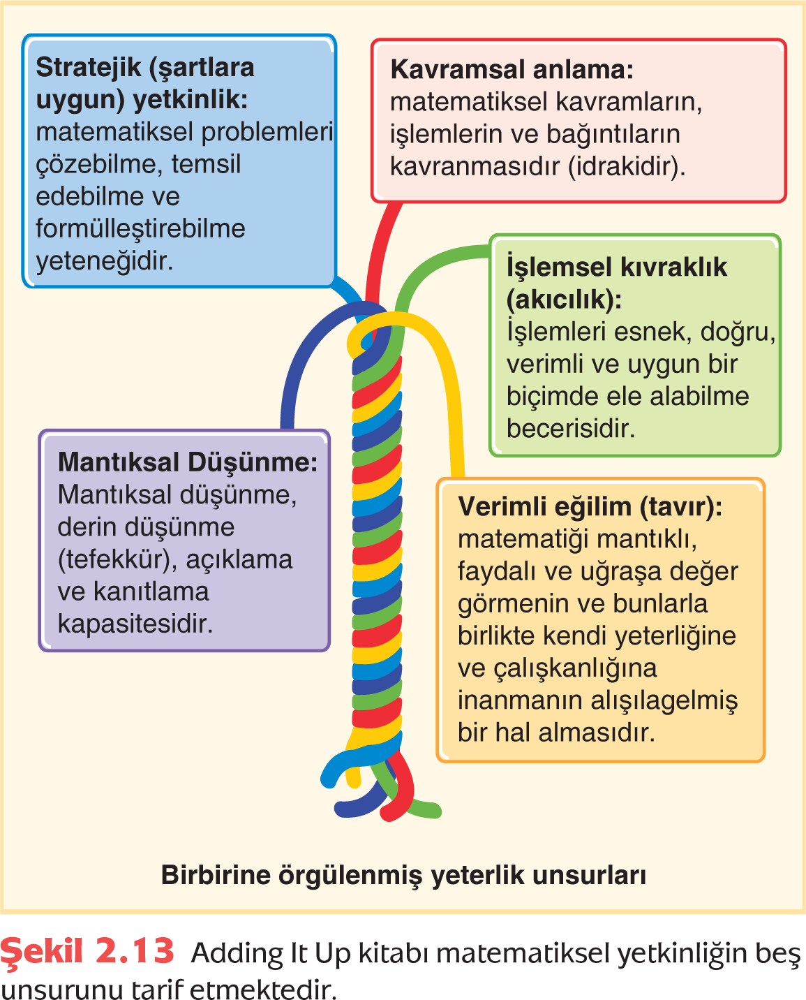 Stratejik (şartlara
uygun) yetkinlik:
matematiksel problemleri
çözebilme, temsil
edebilme ve
formülleştirebilme
yeteneğidir.
Kavramsal anlama:
matematiksel kavramların,
işlemlerin ve bağıntıların
kavranmasıdır (idrakidir).
İşlemsel kıvraklık
(akıcılık):
İşlemleri esnek, doğru,
verimli ve uygun bir
biçimde ele alabilme
becerisidir.
Mantıksal Düşünme:
Mantıksal düşünme,
derin düşünme
(tefekkür), açıklama
ve kanıtlama
kapasitesidir.
Verimli eğilim (tavır):
matematiği mantıklı,
faydalı ve uğraşa değer
görmenin ve bunlarla
birlikte kendi yeterliğine
ve çalışkanlığına
inanmanın alışılagelmiş
bir hal almasıdır.
Birbirine örgülenmiş yeterlik unsurları
Şekil 2.13 Adding It Up kitabı matematiksel yetkinliğin beş
unsurunu tarif etmektedir.